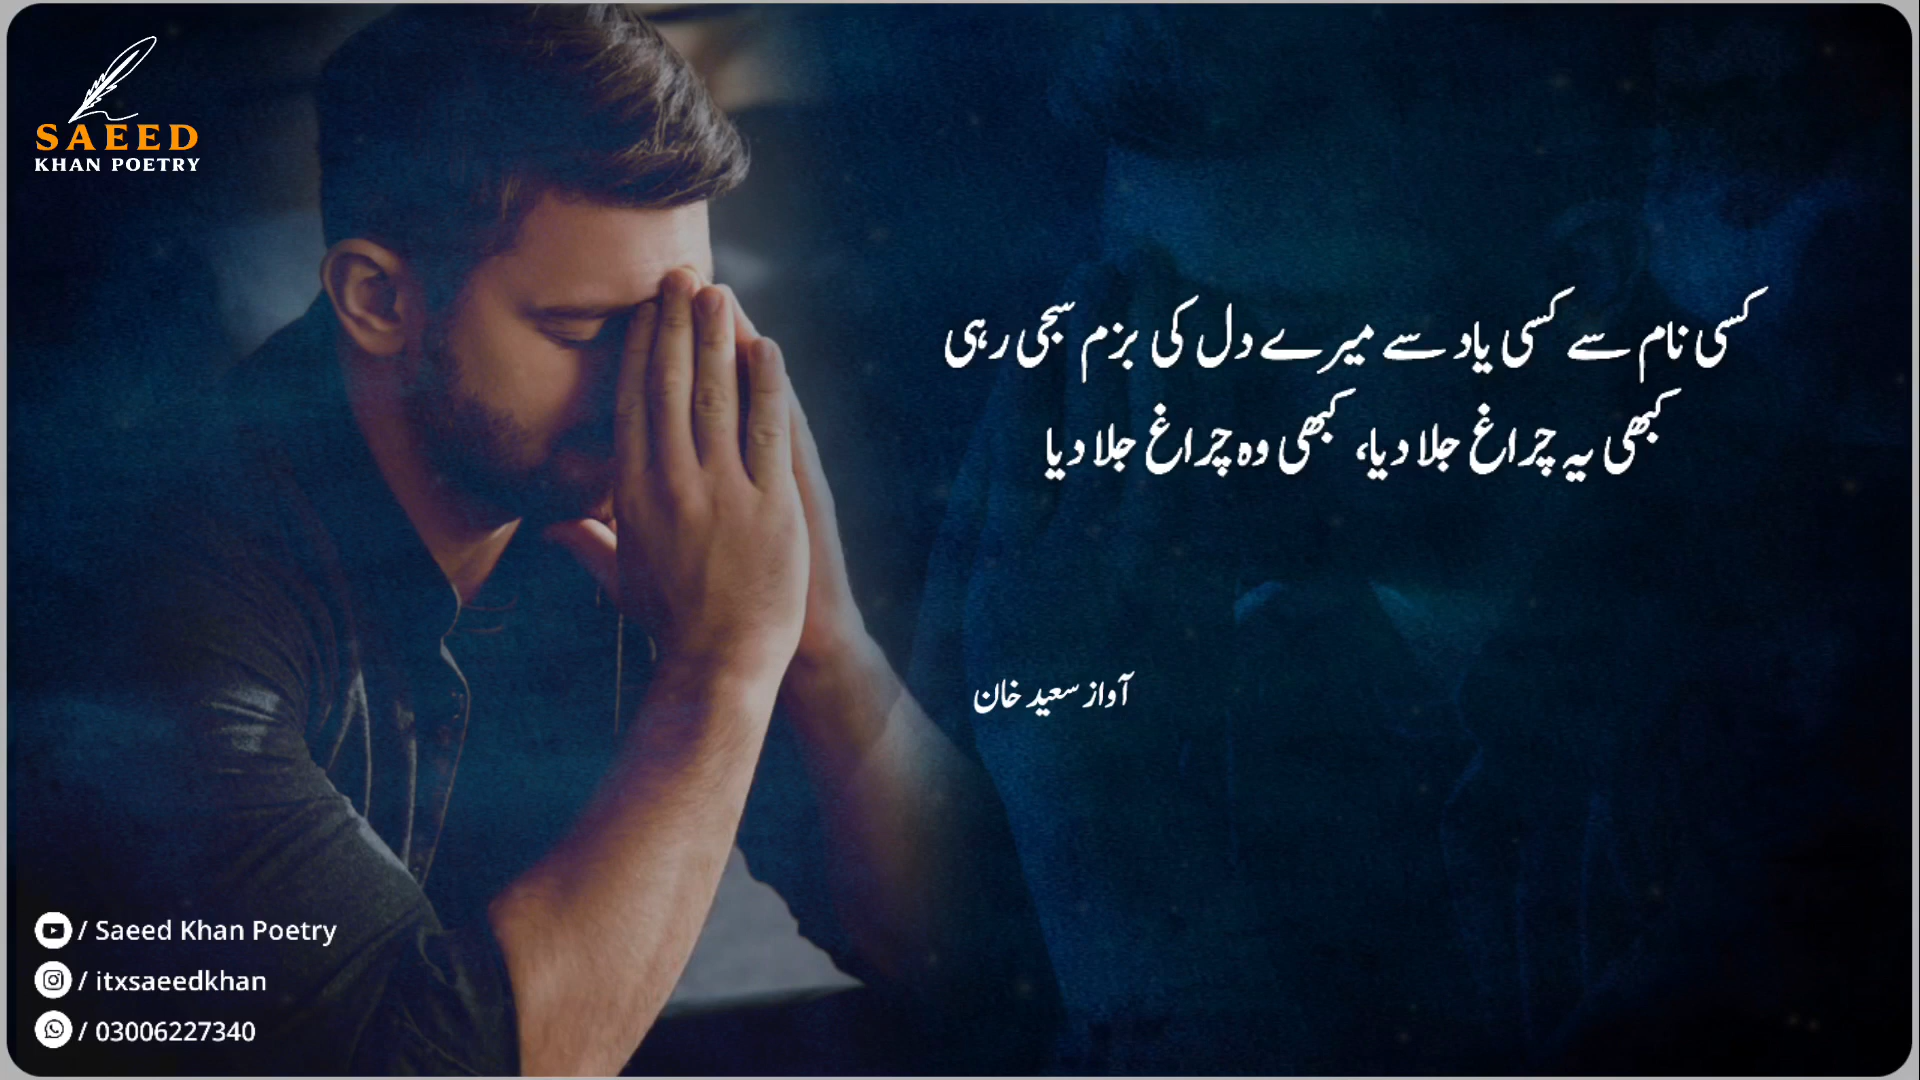 SAEED
KHAN POETRY
کسی نام سے کسی یاد سے میرے دل کی بزم سجی رہی
کبھی یہ چراغ جلا دیا، کبھی وہ چراغ جلا دیا
آواز سعید خان
/ Saeed Khan Poetry
/ itxsaeedkhan
/ 03006227340